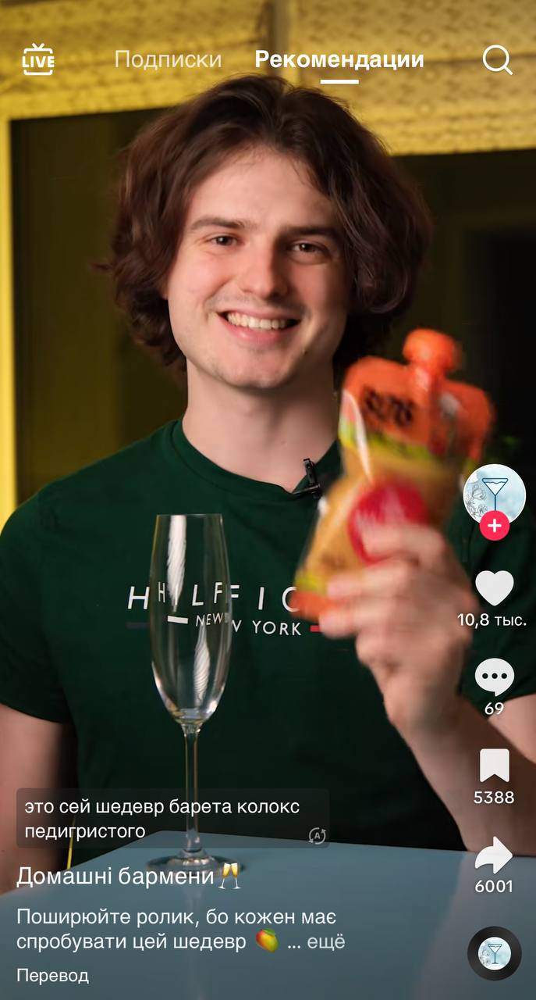 LIVE
Подписки
Рекомендации
HILFIG
NEW YORK
10,8 тыс.
69
5388
6001
это сей шедевр барета колокс
педигристого
Домашні бармени🥂
Поширюйте ролик, бо кожен має
спробувати цей шедевр 🥭 ... ещё
Перевод